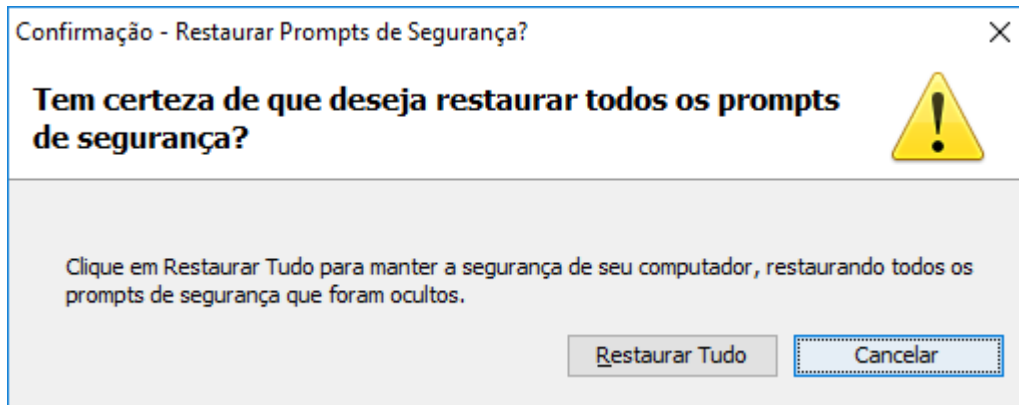 Confirmação - Restaurar Prompts de Segurança?
Tem certeza de que deseja restaurar todos os prompts
de segurança?
Clique em Restaurar Tudo para manter a segurança de seu computador, restaurando todos os
prompts de segurança que foram ocultos.
Restaurar Tudo Cancelar